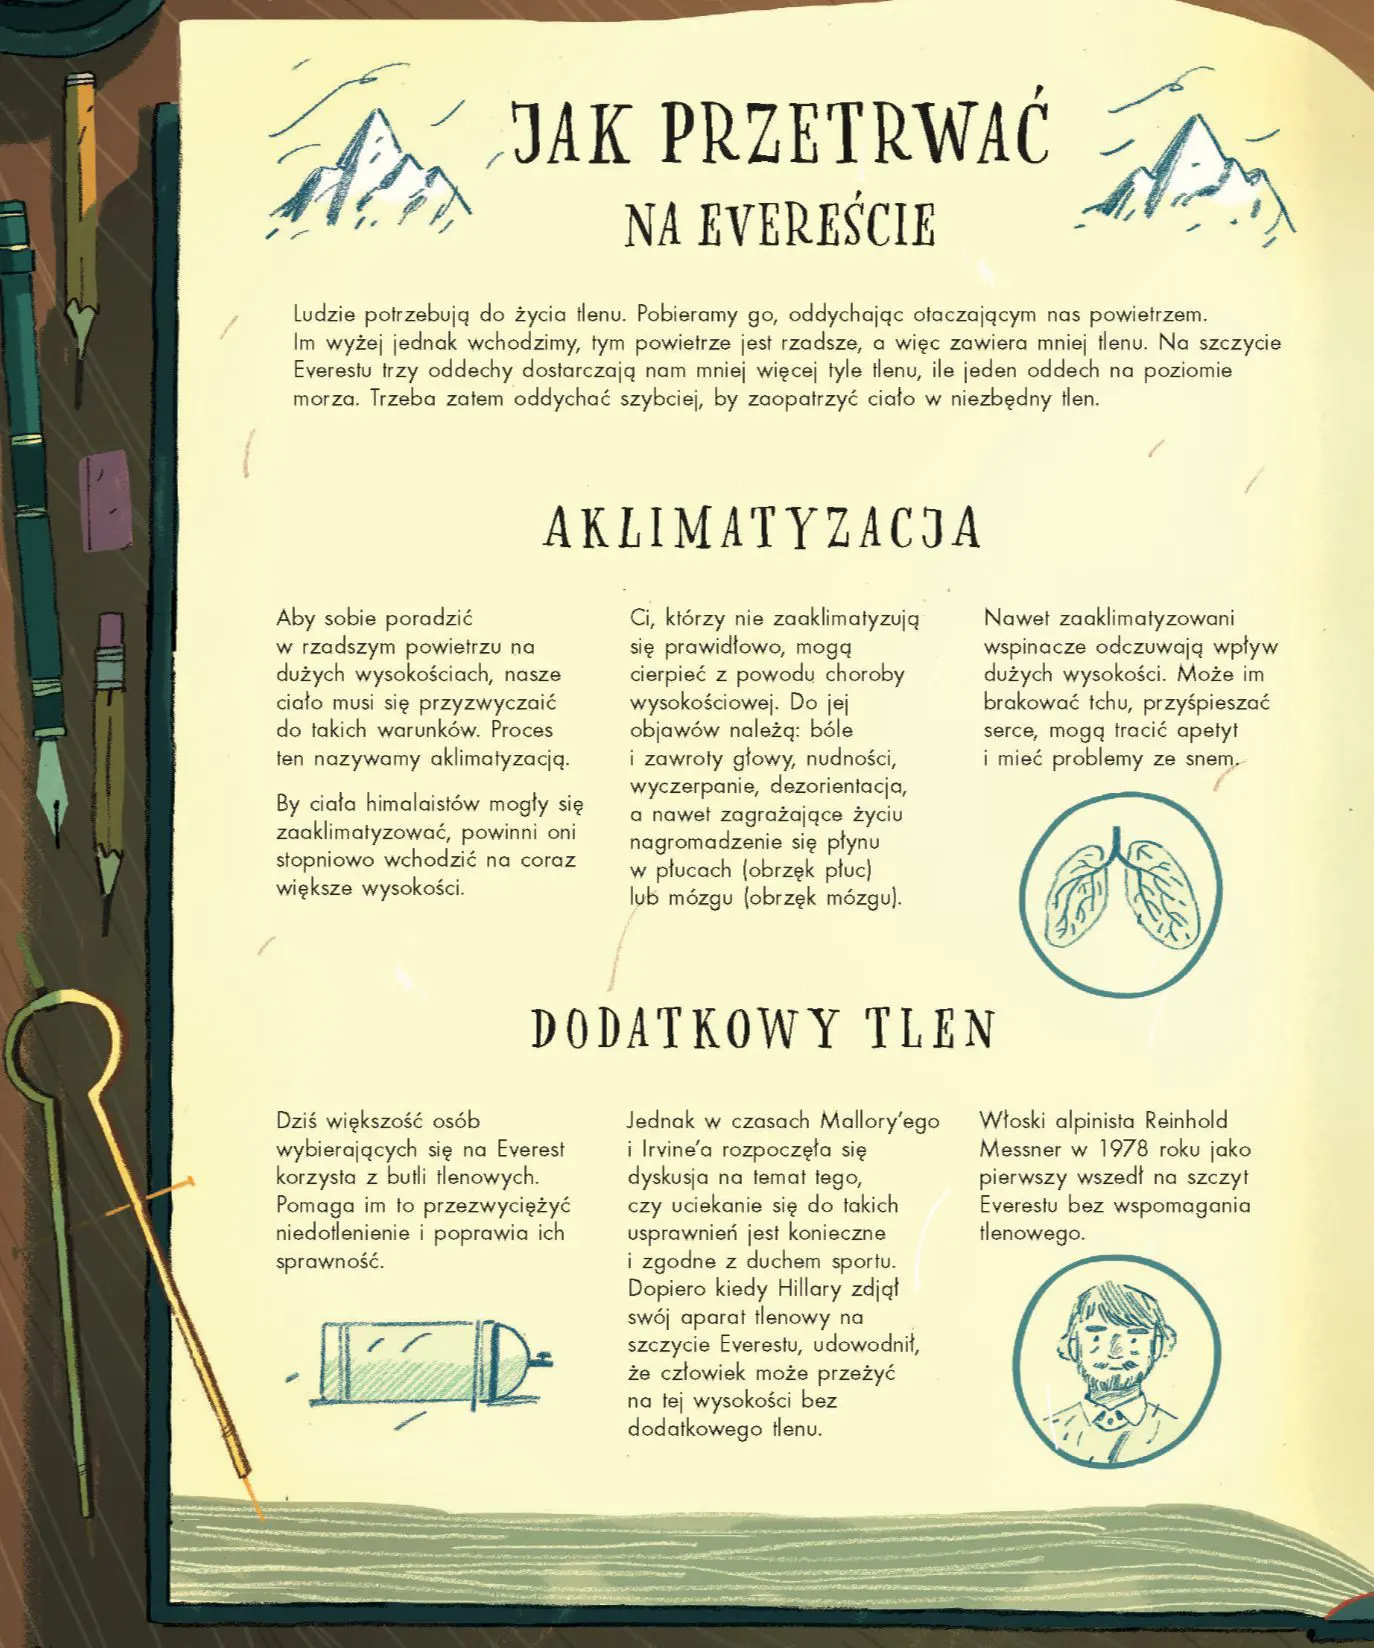 JAK PRZETRWAĆ
NA EVEREŚCIE
Ludzie potrzebują do życia tlenu. Pobieramy go, oddychając otaczającym nas powietrzem.
Im wyżej jednak wchodzimy, tym powietrze jest rzadsze, a więc zawiera mniej tlenu. Na szczycie
Everestu trzy oddechy dostarczają nam mniej więcej tyle tlenu, ile jeden oddech na poziomie
morza. Trzeba zatem oddychać szybciej, by zaopatrzyć ciało w niezbędny tlen.
AKLIMATYZACJA
Aby sobie poradzić
w rzadszym powietrzu na
dużych wysokościach, nasze
ciało musi się przyzwyczaić
do takich warunków. Proces
ten nazywamy aklimatyzacją.
By ciała himalaistów mogły się
zaaklimatyzować, powinni oni
stopniowo wchodzić na coraz
większe wysokości.
Ci, którzy nie zaaklimatyzują
się prawidłowo, mogą
cierpieć z powodu choroby
wysokościowej. Do jej
objawów należą: bóle
i zawroty głowy, nudności,
wyczerpanie, dezorientacja,
a nawet zagrażające życiu
nagromadzenie się płynu
w płucach (obrzęk płuc)
lub mózgu (obrzęk mózgu).
Nawet zaaklimatyzowani
wspinacze odczuwają wpływ
dużych wysokości. Może im
brakować tchu, przyśpieszać
serce, mogą tracić apetyt
i mieć problemy ze snem.
DODATKOWY TLEN
Dziś większość osób
wybierających się na Everest
korzysta z butli tlenowych.
Pomaga im to przezwyciężyć
niedotlenienie i poprawia ich
sprawność.
Jednak w czasach Mallory'ego
i Irvine'a rozpoczęła się
dyskusja na temat tego,
czy uciekanie się do takich
usprawnień jest konieczne
i zgodne z duchem sportu.
Dopiero kiedy Hillary zdjął
swój aparat tlenowy na
szczycie Everestu, udowodnił,
że człowiek może przeżyć
na tej wysokości bez
dodatkowego tlenu.
Włoski alpinista Reinhold
Messner w 1978 roku jako
pierwszy wszedł na szczyt
Everestu bez wspomagania
tlenowego.